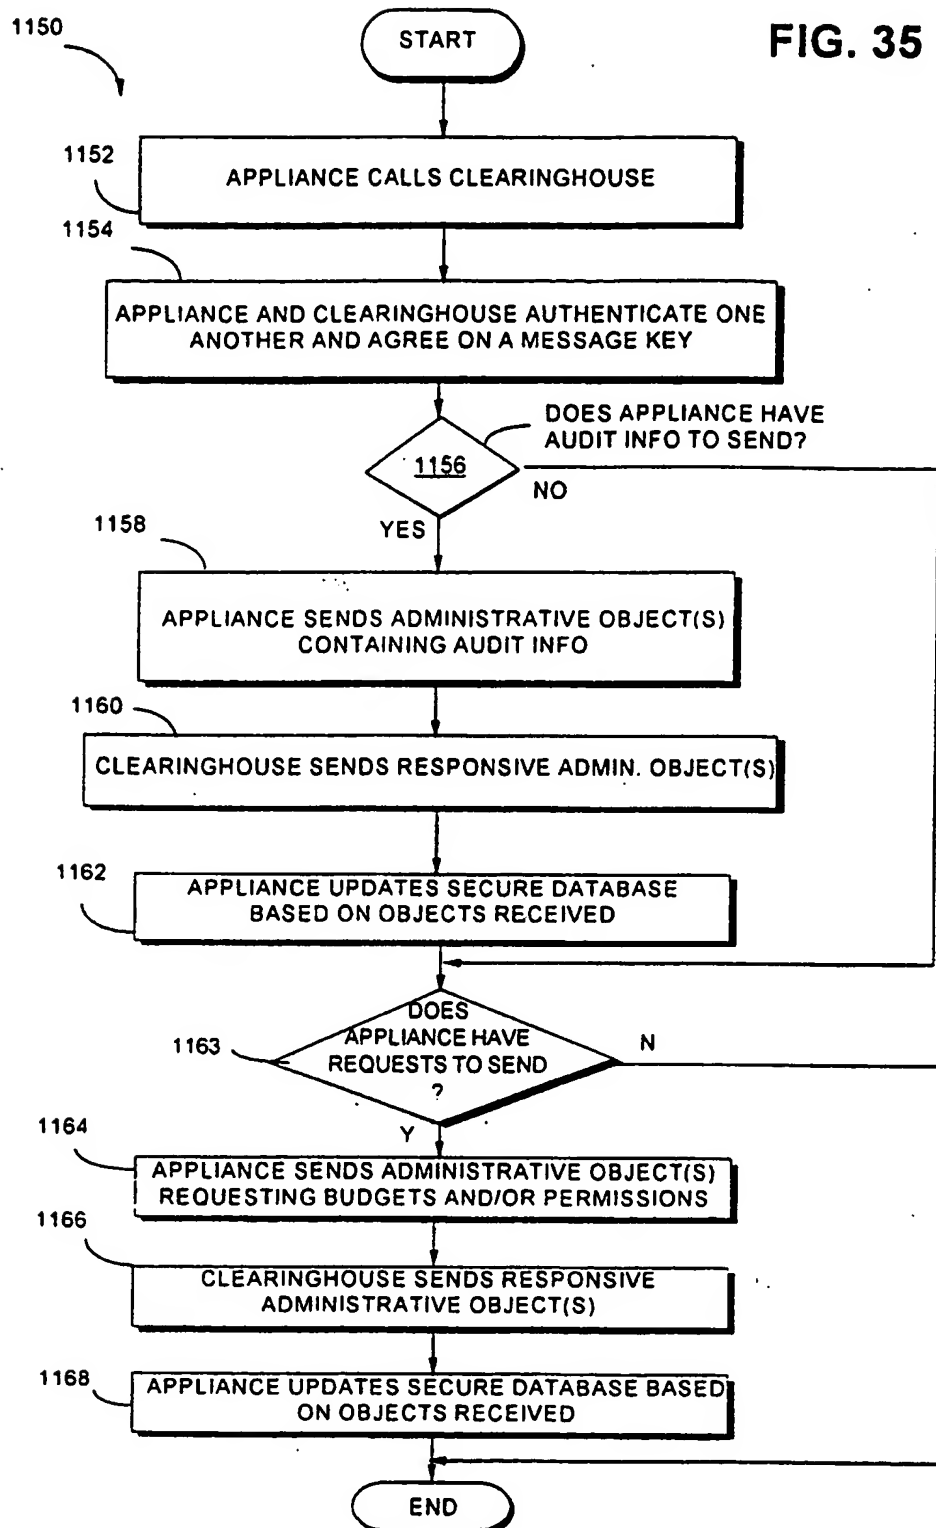 1150
START
FIG. 35
1152
APPLIANCE CALLS CLEARINGHOUSE
1154
APPLIANCE AND CLEARINGHOUSE AUTHENTICATE ONE
ANOTHER AND AGREE ON A MESSAGE KEY
DOES APPLIANCE HAVE
AUDIT INFO TO SEND?
1156
NO
YES
1158
APPLIANCE SENDS ADMINISTRATIVE OBJECT(S)
CONTAINING AUDIT INFO
1160
CLEARINGHOUSE SENDS RESPONSIVE ADMIN. OBJECT(S)
1162
APPLIANCE UPDATES SECURE DATABASE
BASED ON OBJECTS RECEIVED
1163
DOES
APPLIANCE HAVE
REQUESTS TO SEND
?
N
Y
1164
APPLIANCE SENDS ADMINISTRATIVE OBJECT(S)
REQUESTING BUDGETS AND/OR PERMISSIONS
1166
CLEARINGHOUSE SENDS RESPONSIVE
ADMINISTRATIVE OBJECT(S)
1168
APPLIANCE UPDATES SECURE DATABASE BASED
ON OBJECTS RECEIVED
END